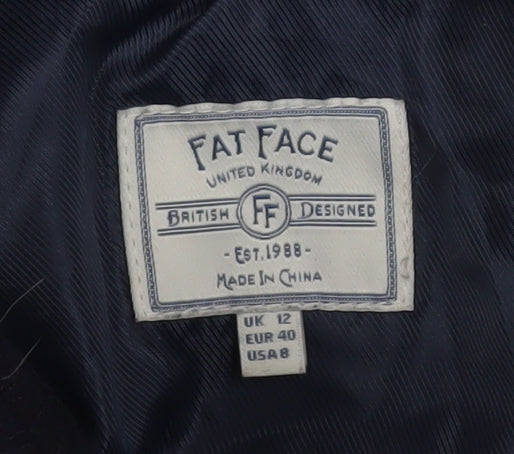 FAT FACE
UNITED KINGDOM
BRITISH FF DESIGNED
- EST. 1988 -
MADE IN CHINA
UK 12
EUR 40
USA 8